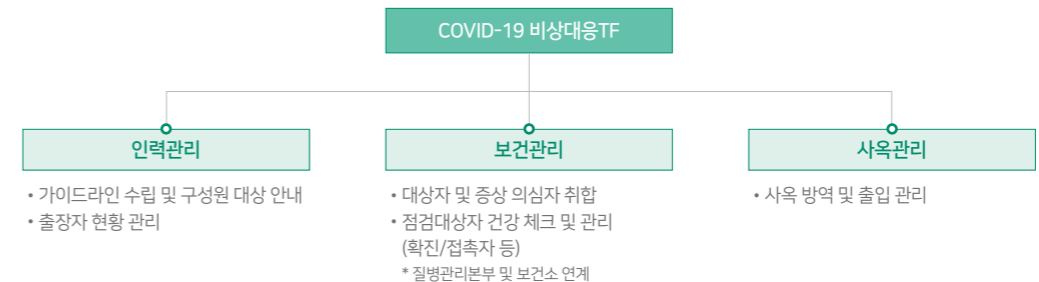 COVID-19 비상대응TF
인력관리
• 가이드라인 수립 및 구성원 대상 안내
• 출장자 현황 관리
보건관리
• 대상자 및 증상 의심자 취합
• 점검대상자 건강 체크 및 관리
(확진/접촉자 등)
* 질병관리본부 및 보건소 연계
사옥관리
• 사옥 방역 및 출입 관리